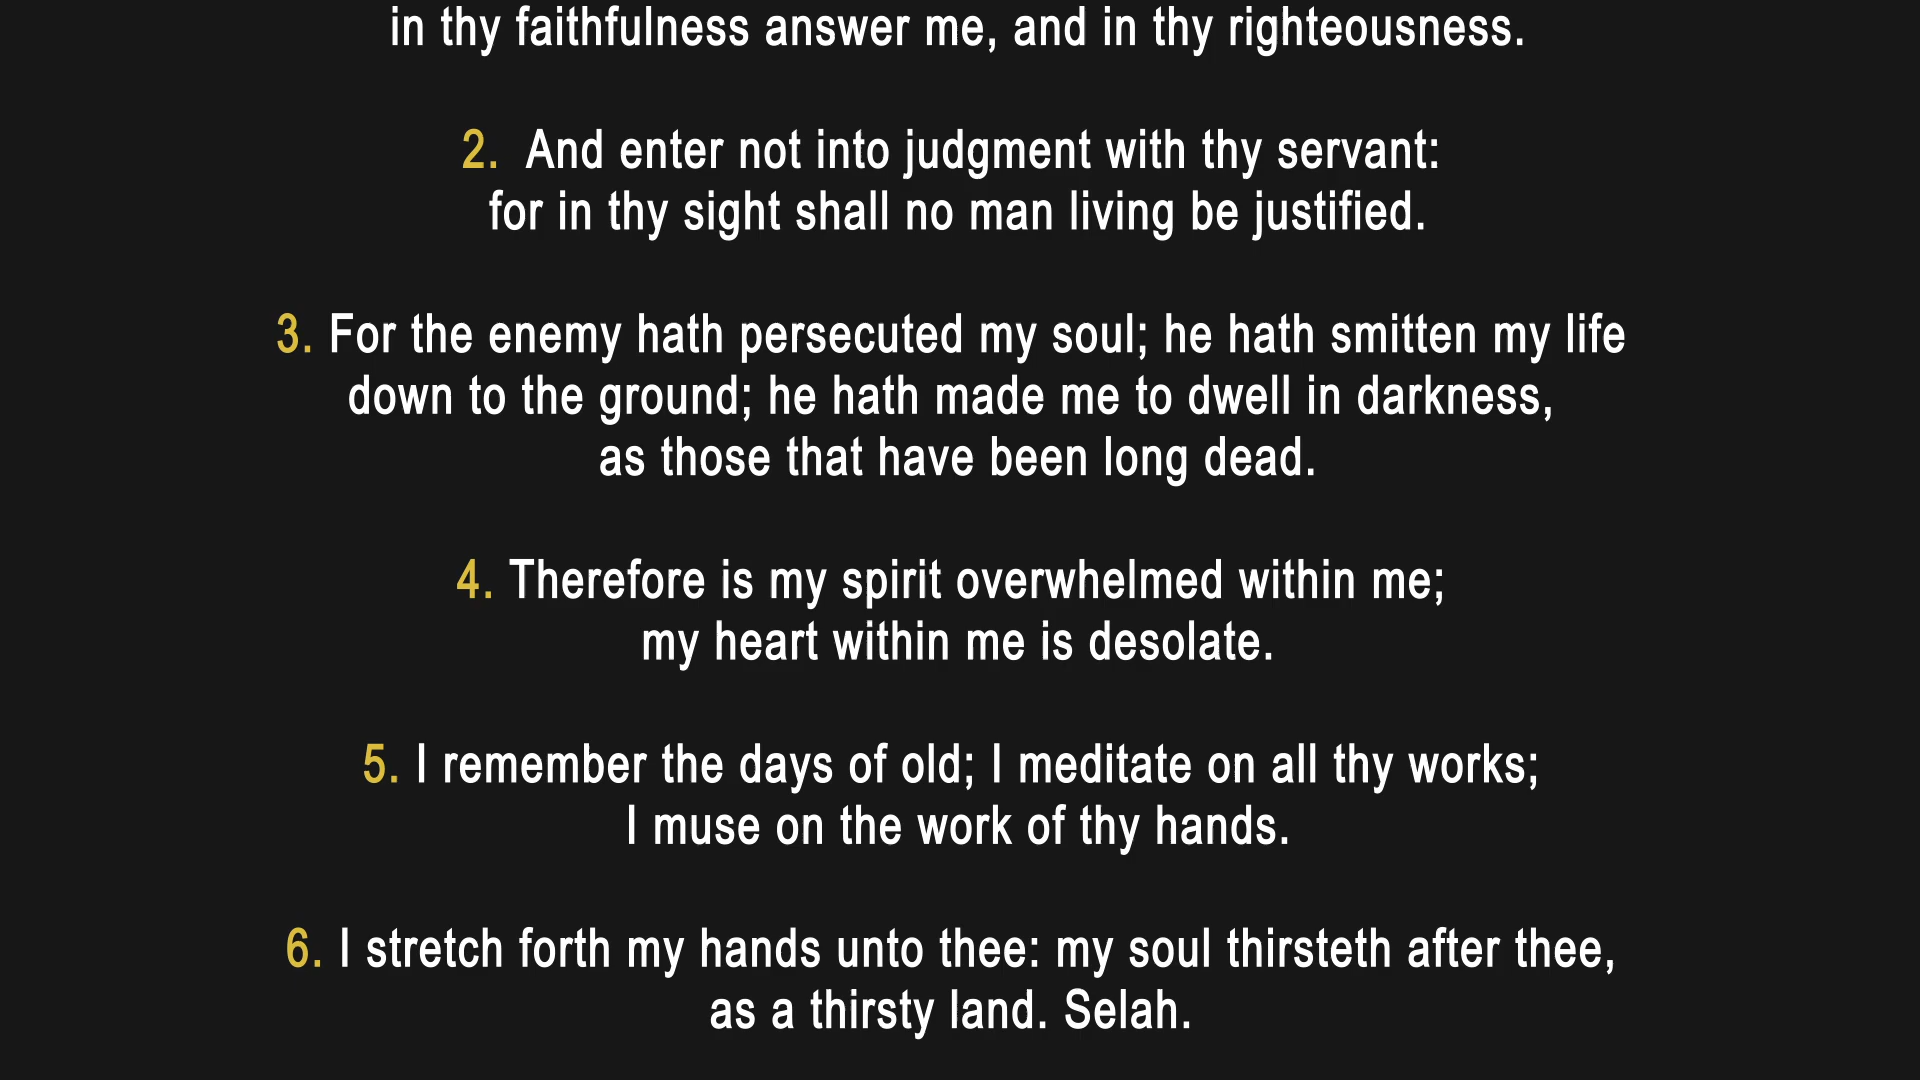 in thy faithfulness answer me, and in thy righteousness.
2. And enter not into judgment with thy servant:
for in thy sight shall no man living be justified.
3. For the enemy hath persecuted my soul; he hath smitten my life
down to the ground; he hath made me to dwell in darkness,
as those that have been long dead.
4. Therefore is my spirit overwhelmed within me;
my heart within me is desolate.
5. I remember the days of old; I meditate on all thy works;
I muse on the work of thy hands.
6. I stretch forth my hands unto thee: my soul thirsteth after thee,
as a thirsty land. Selah.